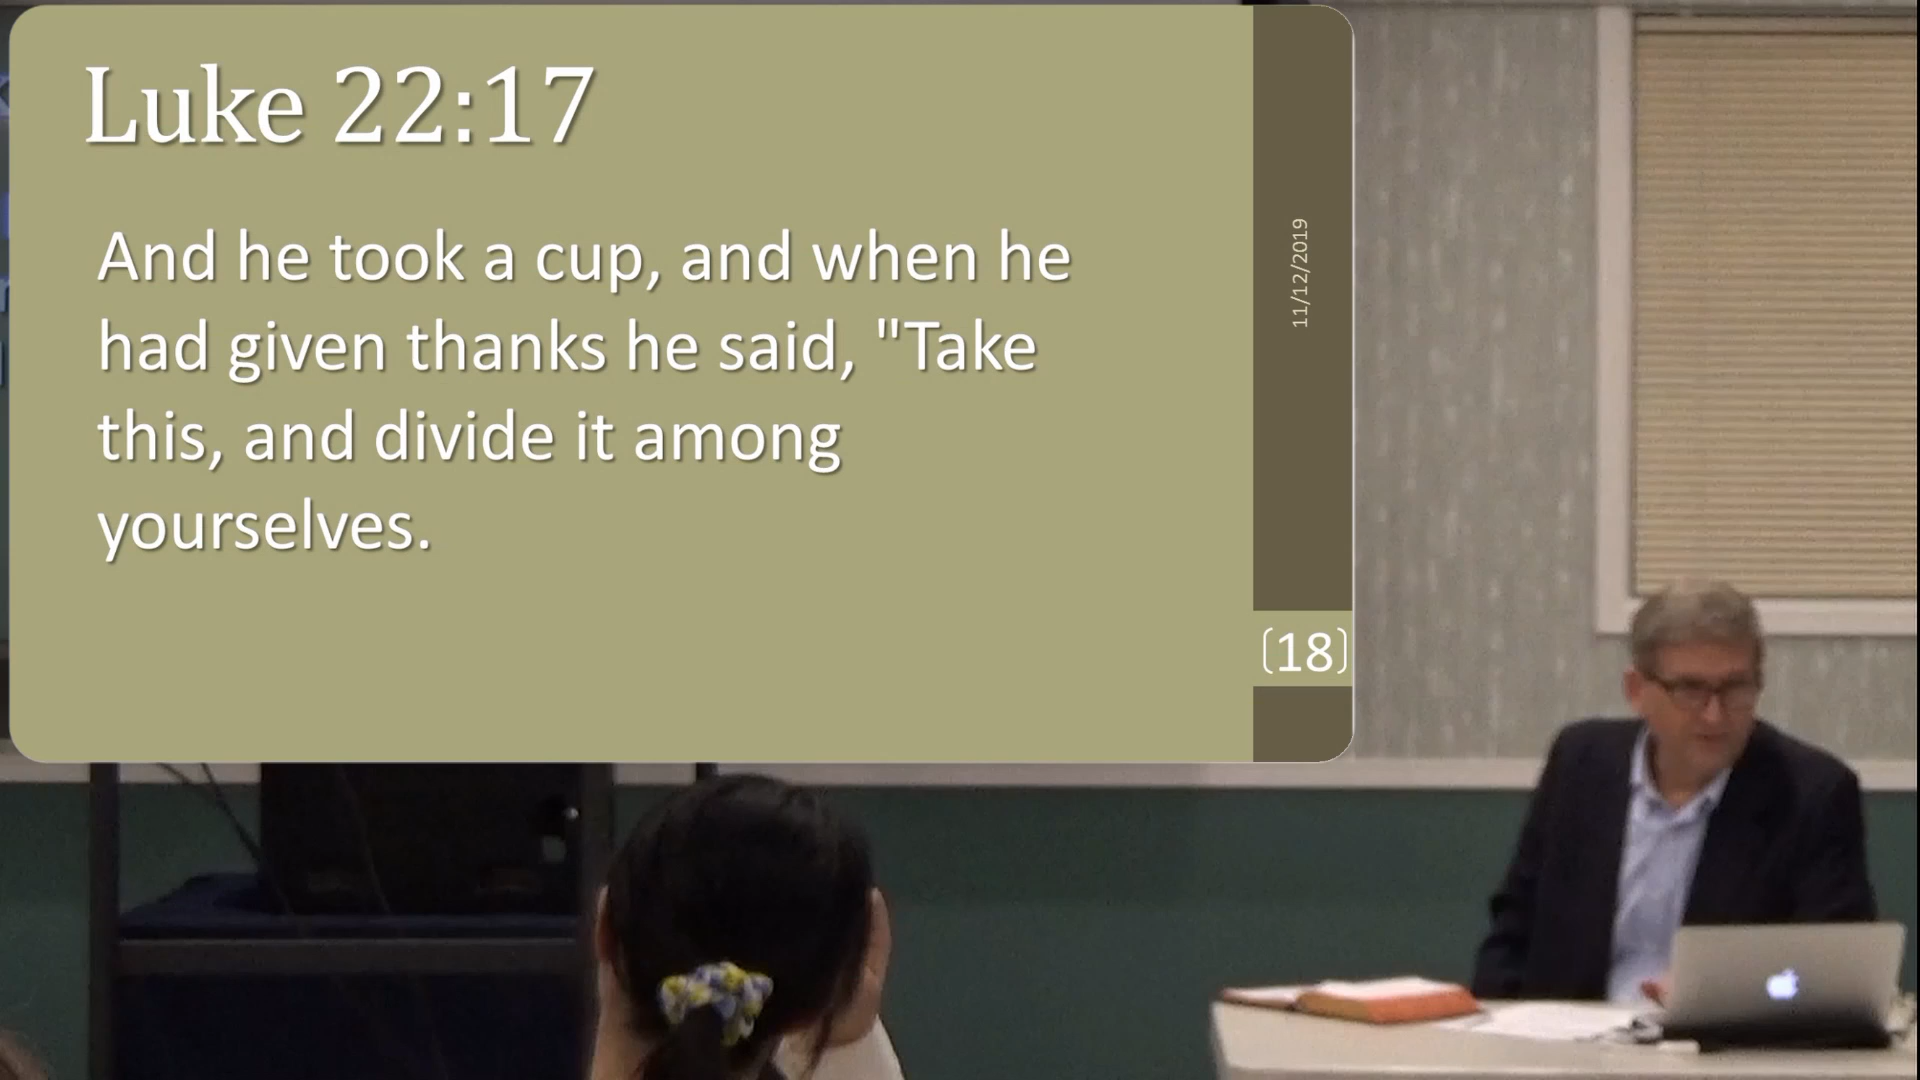 Luke 22:17
And he took a cup, and when he
had given thanks he said, "Take
this, and divide it among
yourselves.
11/12/2019
18